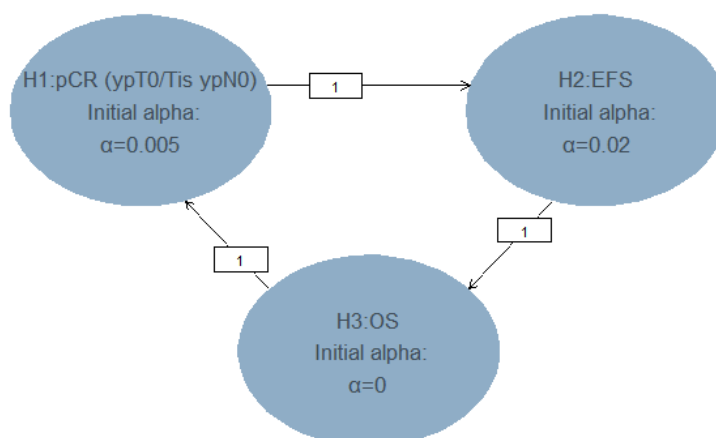 H1:pCR (ypT0/Tis ypN0)
Initial alpha:
α=0.005
1
H2:EFS
Initial alpha:
α=0.02
1
1
H3:OS
Initial alpha:
α=0